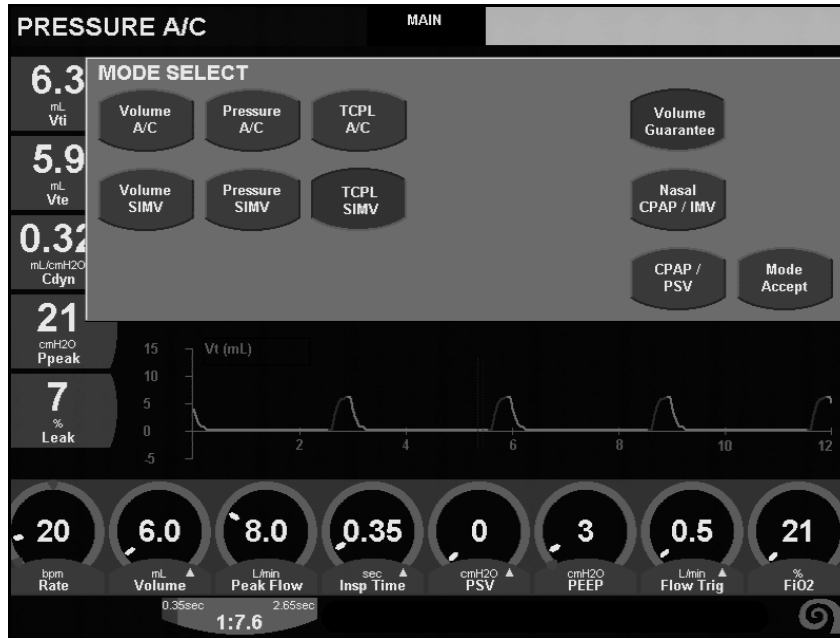 PRESSURE A/C
MAIN
6.3
mL
Vti
5.9
mL
Vte
0.32
mL/cmH2O
Cdyn
21
cmH2O
Ppeak
7
%
Leak
MODE SELECT
Volume
A/C
Pressure
A/C
TCPL
A/C
Volume
Guarantee
Volume
SIMV
Pressure
SIMV
TCPL
SIMV
Nasal
CPAP / IMV
CPAP /
PSV
Mode
Accept
Vt (mL)
15
10
5
0
-5
2 4 6 8 10 12
20
bpm
Rate
6.0
mL
Volume
8.0
L/min
Peak Flow
0.35
sec
Insp Time
0
cmH2O
PSV
3
cmH2O
PEEP
0.5
L/min
Flow Trig
21
%
FiO2
0.35sec 2.65sec
1:7.6